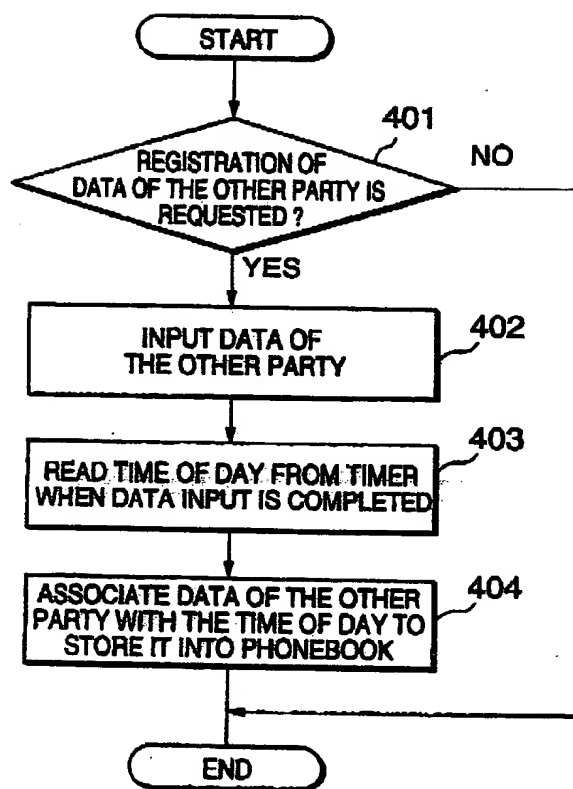 START
401
REGISTRATION OF
DATA OF THE OTHER PARTY IS
REQUESTED ?
NO
YES
INPUT DATA OF
THE OTHER PARTY
402
READ TIME OF DAY FROM TIMER
WHEN DATA INPUT IS COMPLETED
403
ASSOCIATE DATA OF THE OTHER
PARTY WITH THE TIME OF DAY TO
STORE IT INTO PHONEBOOK
404
END